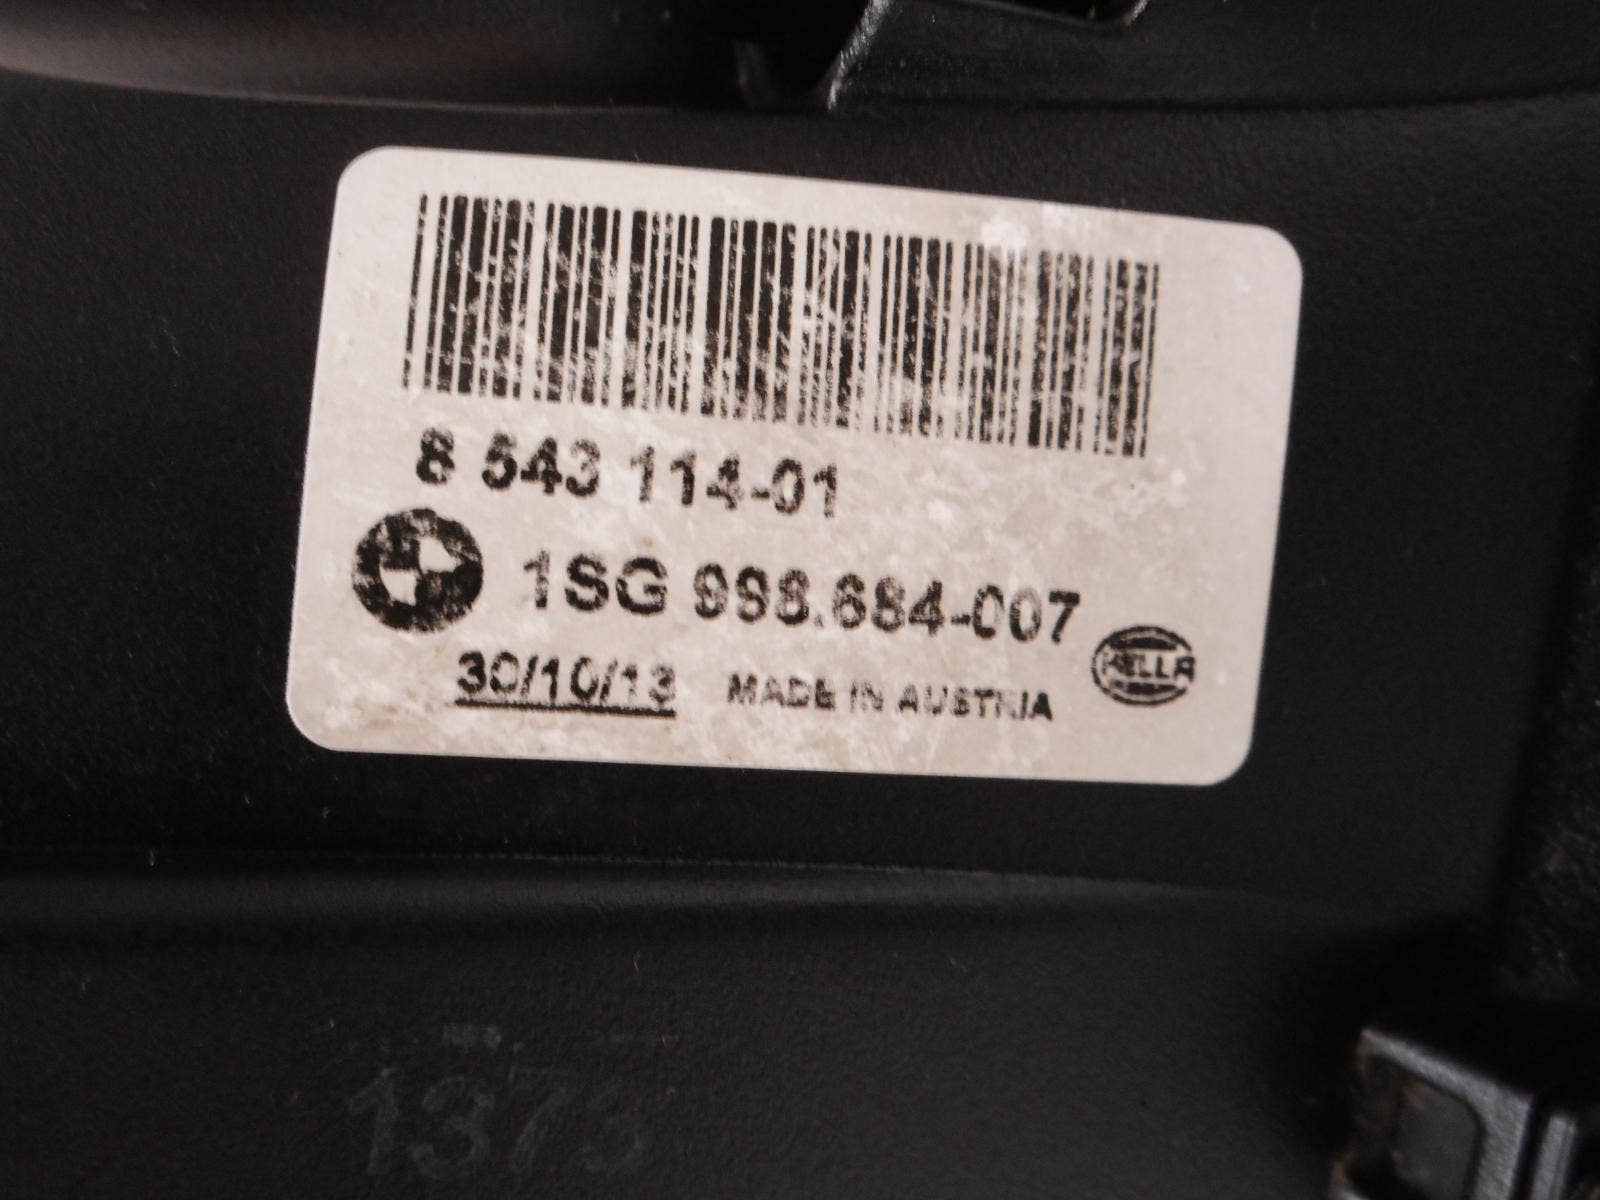 8 543 114-01
1SG 998.684-007
30/10/13 MADE IN AUSTRIA
HELLA